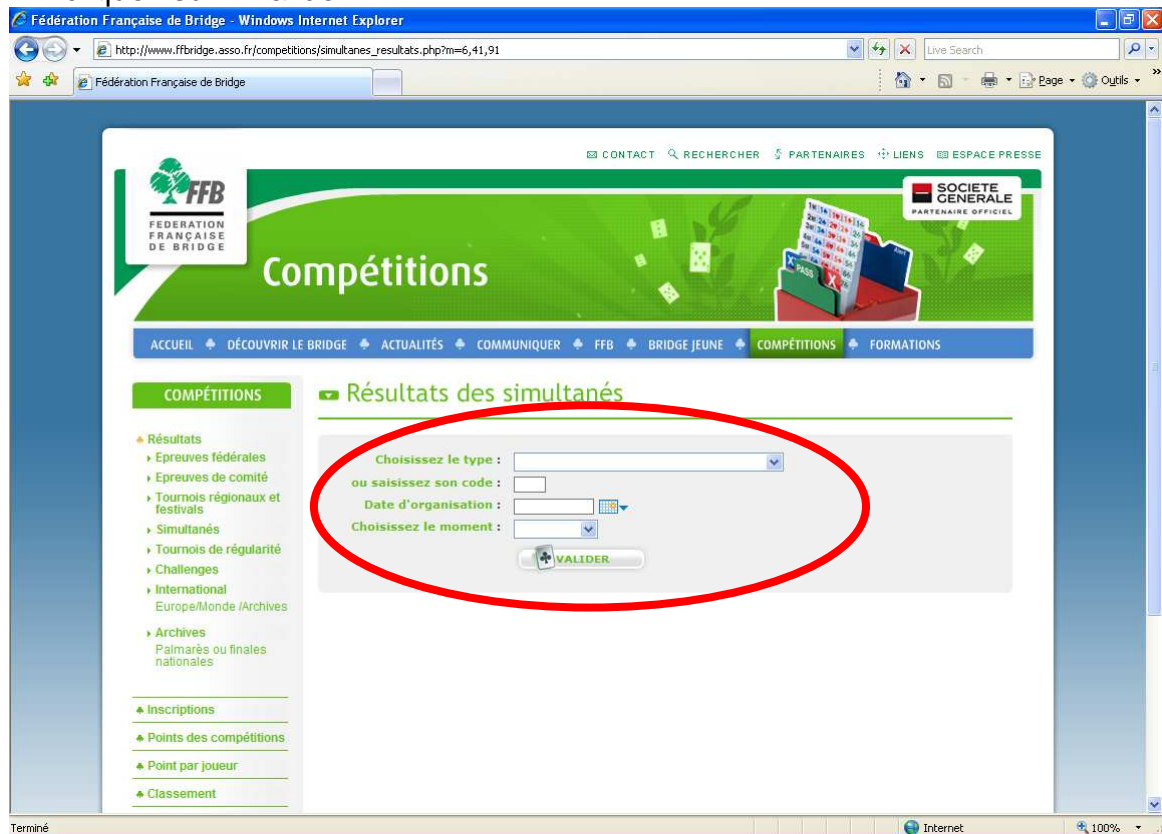 Fédération Française de Bridge - Windows Internet Explorer
http://www.ffbridge.asso.fr/competitions/simultanes_resultats.php?m=6,41,91
Live Search
Fédération Française de Bridge
Page
Outils
CONTACT RECHERCHER PARTENAIRES LIENS ESPACE PRESSE
FFB
FEDERATION
FRANÇAISE
DE BRIDGE
SOCIETE
GENERALE
PARTENAIRE OFFICIEL
PASS
X
Compétitions
ACCUEIL DÉCOUVRIR LE BRIDGE ACTUALITÉS COMMUNIQUER FFB BRIDGE JEUNE COMPÉTITIONS FORMATIONS
COMPÉTITIONS
Résultats
Epreuves fédérales
Epreuves de comité
Tournois régionaux et
festivals
Simultanés
Tournois de régularité
Challenges
International
Europe/Monde /Archives
Archives
Palmarès ou finales
nationales
Inscriptions
Points des compétitions
Point par joueur
Classement
Résultats des simultanés
Choisissez le type :
ou saisissez son code :
Date d'organisation :
Choisissez le moment :
VALIDER
Terminé
Internet
100%